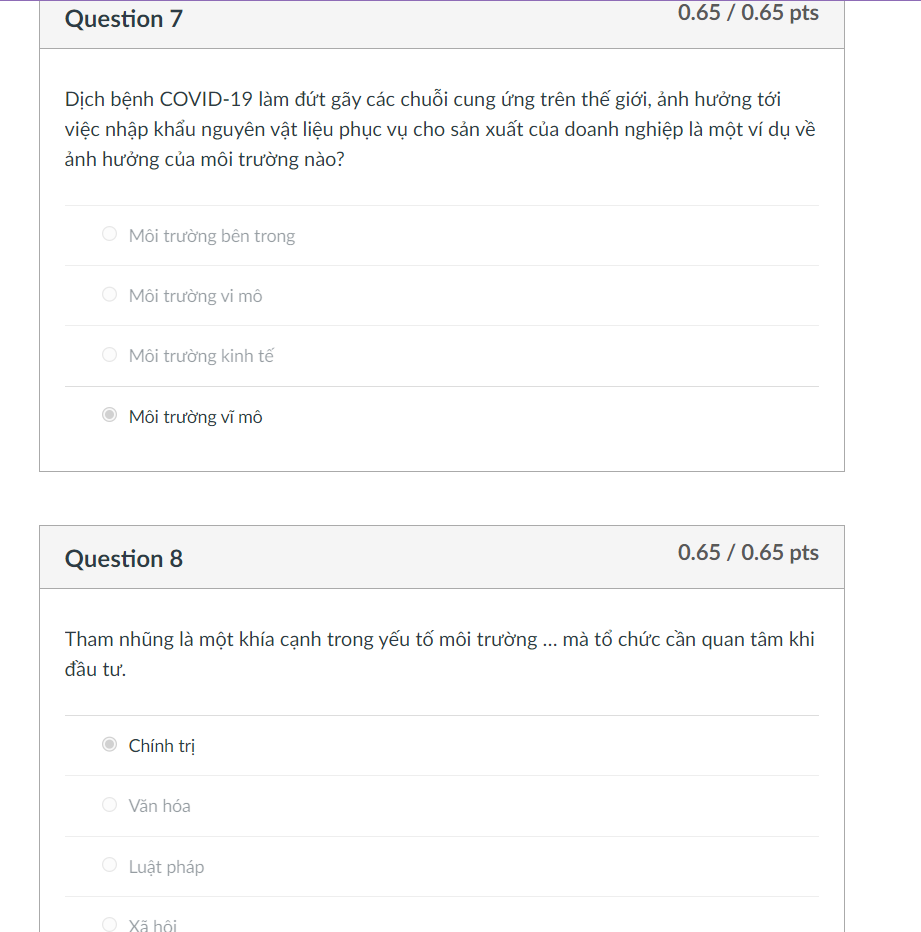 Question 7
0.65 / 0.65 pts
Dịch bệnh COVID-19 làm đứt gãy các chuỗi cung ứng trên thế giới, ảnh hưởng tới
việc nhập khẩu nguyên vật liệu phục vụ cho sản xuất của doanh nghiệp là một ví dụ về
ảnh hưởng của môi trường nào?
Môi trường bên trong
Môi trường vi mô
Môi trường kinh tế
Môi trường vĩ mô
Question 8
0.65 / 0.65 pts
Tham nhũng là một khía cạnh trong yếu tố môi trường ... mà tổ chức cần quan tâm khi
đầu tư.
Chính trị
Văn hóa
Luật pháp
Xã hội